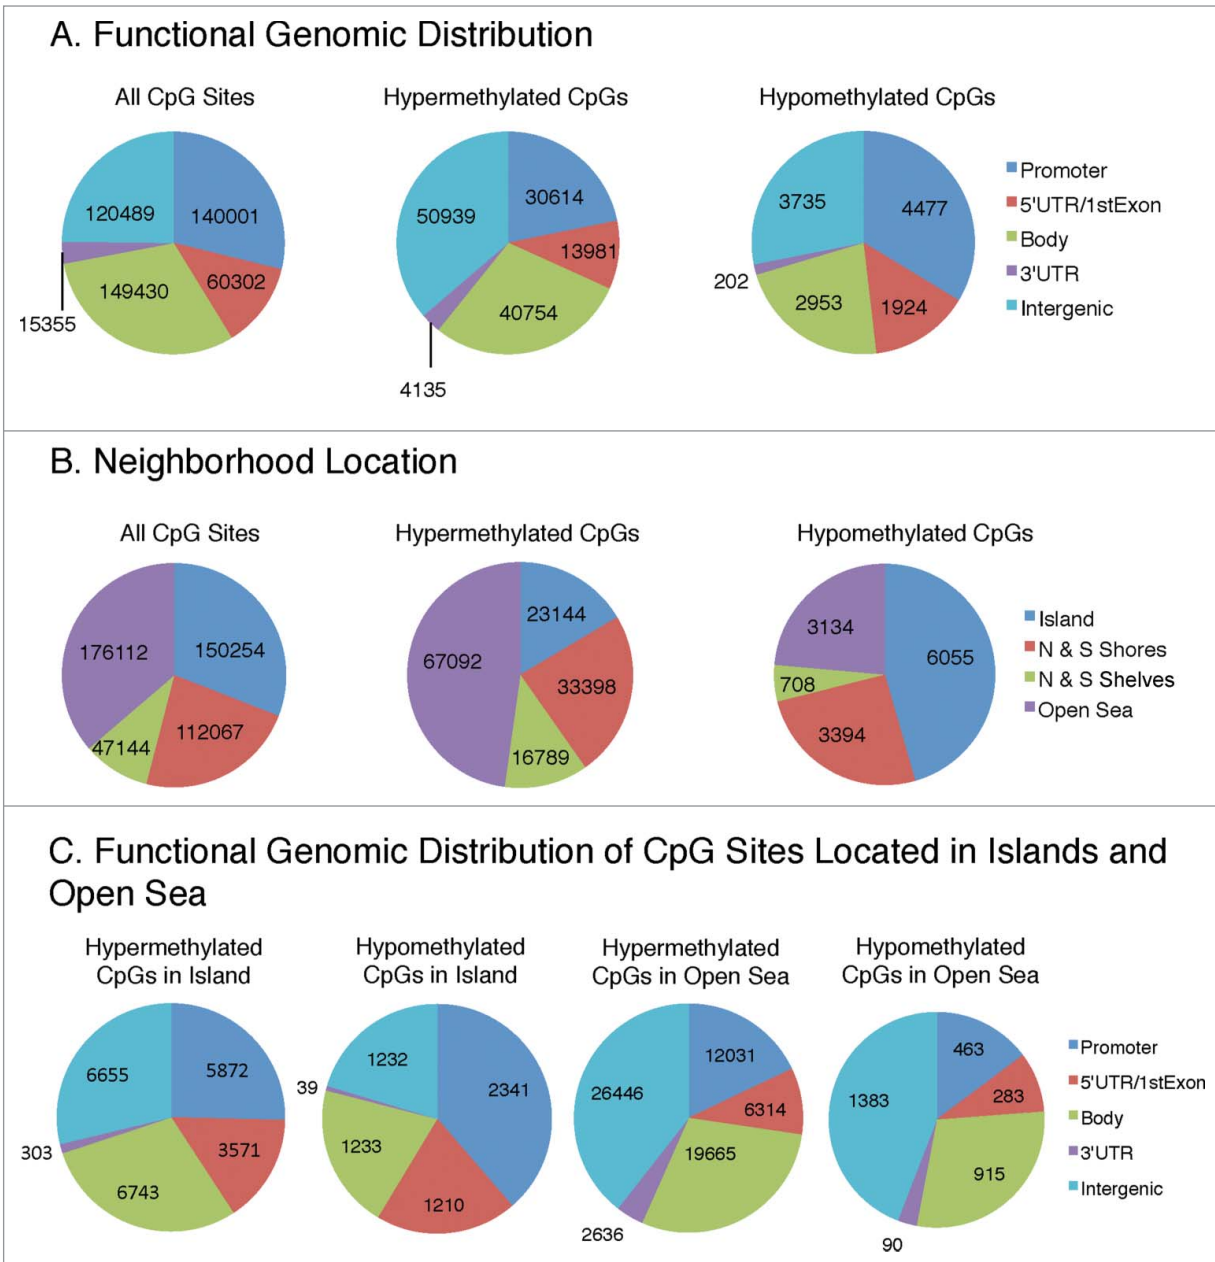 A. Functional Genomic Distribution
All CpG Sites
Hypermethylated CpGs
Hypomethylated CpGs
120489
140001
60302
149430
15355
50939
30614
13981
40754
4135
3735
4477
1924
2953
202
Promoter
5'UTR/1stExon
Body
3'UTR
Intergenic
B. Neighborhood Location
All CpG Sites
Hypermethylated CpGs
Hypomethylated CpGs
176112
150254
112067
47144
67092
23144
33398
16789
3134
6055
3394
708
Island
N & S Shores
N & S Shelves
Open Sea
C. Functional Genomic Distribution of CpG Sites Located in Islands and
Open Sea
Hypermethylated
CpGs in Island
Hypomethylated
CpGs in Island
Hypermethylated
CpGs in Open Sea
Hypomethylated
CpGs in Open Sea
6655
5872
3571
6743
303
1232
2341
1210
1233
39
26446
12031
6314
19665
2636
1383
463
283
915
90
Promoter
5'UTR/1stExon
Body
3'UTR
Intergenic